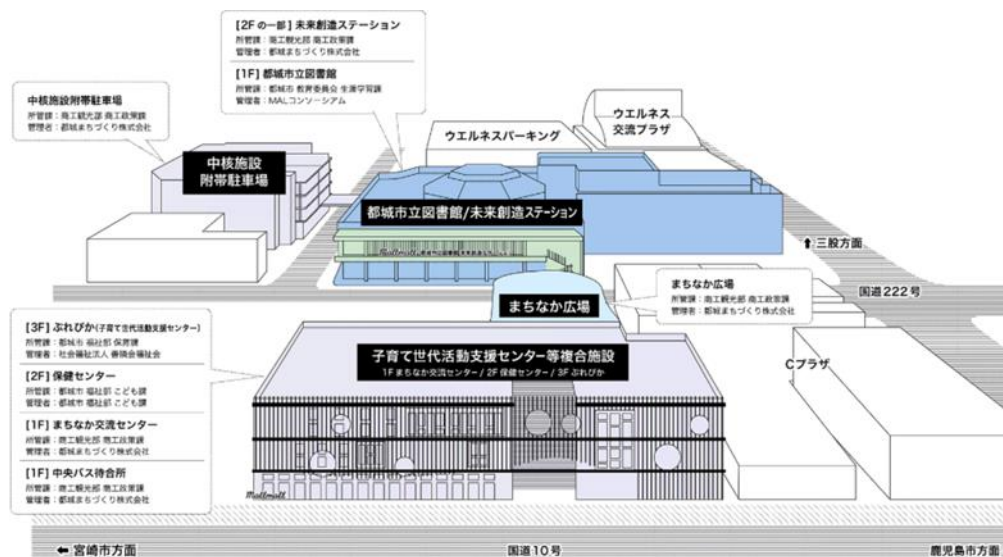 [2Fの一部]未来創造ステーション
所管課：商工観光部 商工政策課
管理者：都城まちづくり株式会社
[1F]都城市立図書館
所管課：都城市 教育委員会 生涯学習課
管理者：MALコンソーシアム
中核施設附帯駐車場
所管課：商工観光部 商工政策課
管理者：都城まちづくり株式会社
ウエルネスパーキング
ウエルネス
交流プラザ
中核施設
附帯駐車場
都城市立図書館/未来創造ステーション
Mallmall 都城市立図書館/未来創造ステーション
三股方面
国道222号
まちなか広場
まちなか広場
所管課：商工観光部 商工政策課
管理者：都城まちづくり株式会社
[3F]ぷれぴか(子育て世代活動支援センター)
所管課：都城市 福祉部 保育課
管理者：社会福祉法人 善隣会福祉会
[2F]保健センター
所管課：都城市 福祉部 こども課
管理者：都城市 福祉部 こども課
[1F]まちなか交流センター
所管課：商工観光部 商工政策課
管理者：都城まちづくり株式会社
[1F]中央バス待合所
所管課：商工観光部 商工政策課
管理者：都城まちづくり株式会社
子育て世代活動支援センター等複合施設
1F まちなか交流センター / 2F 保健センター / 3F ぷれぴか
Cプラザ
Mallmall
宮崎市方面
国道10号
鹿児島市方面